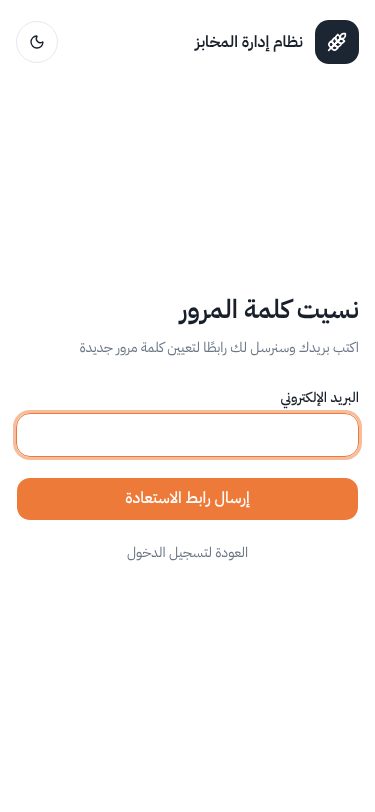 نظام إدارة المخابز
نسيت كلمة المرور
اكتب بريدك وسنرسل لك رابطًا لتعيين كلمة مرور جديدة
البريد الإلكتروني
إرسال رابط الاستعادة
العودة لتسجيل الدخول